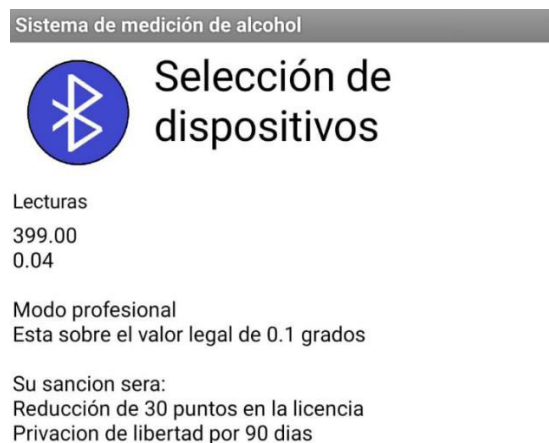 Sistema de medición de alcohol
Selección de
dispositivos
Lecturas
399.00
0.04
Modo profesional
Esta sobre el valor legal de 0.1 grados
Su sancion sera:
Reducción de 30 puntos en la licencia
Privacion de libertad por 90 dias